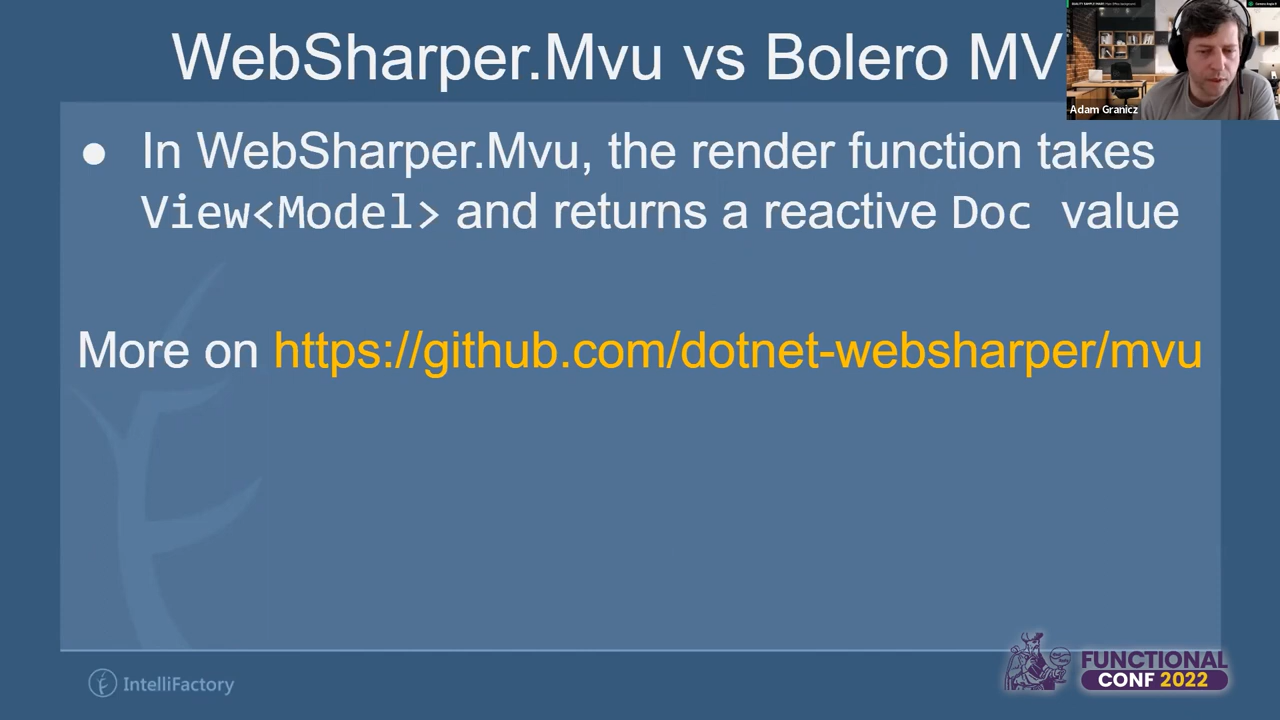 WebSharper.Mvu vs Bolero MV
Adam Granicz
● In WebSharper.Mvu, the render function takes
View<Model> and returns a reactive Doc value
More on https://github.com/dotnet-websharper/mvu
IntelliFactory
FUNCTIONAL
CONF 2022